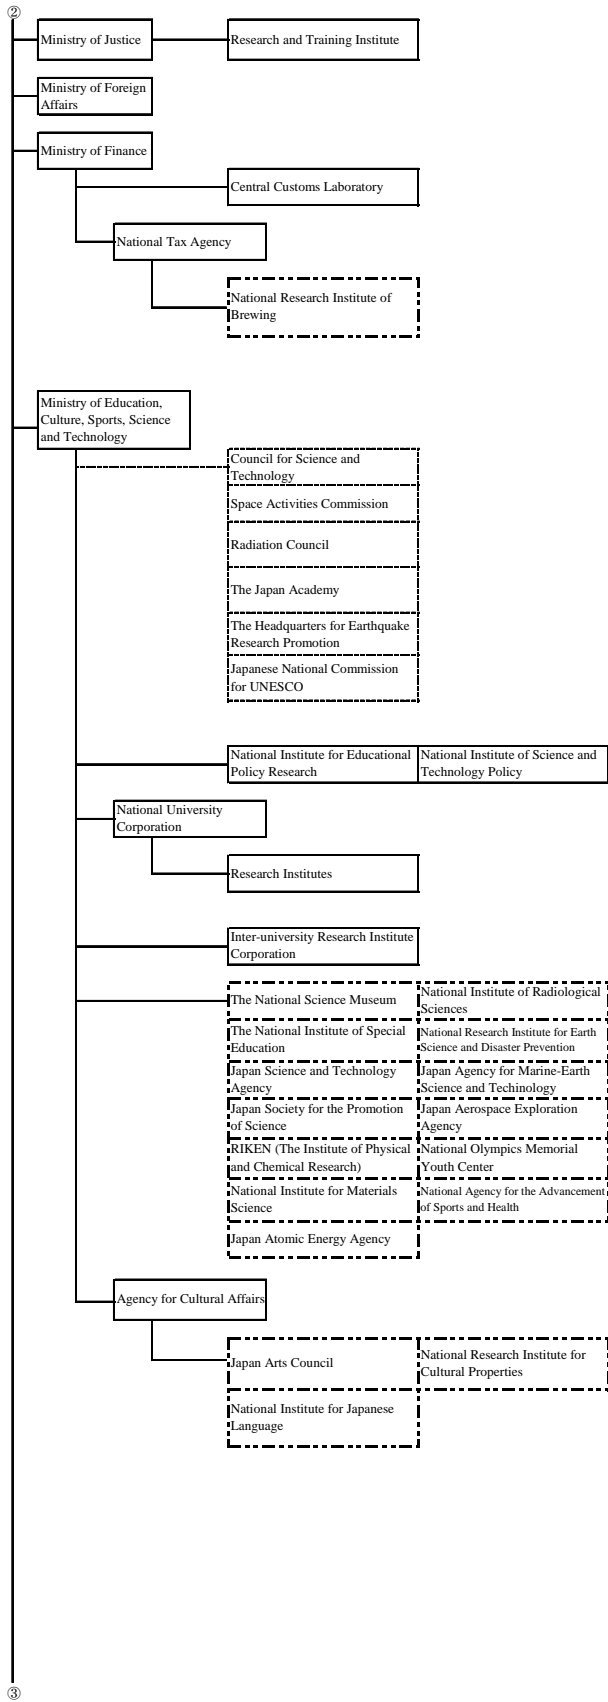 ②
Ministry of Justice
Research and Training Institute
Ministry of Foreign
Affairs
Ministry of Finance
Central Customs Laboratory
National Tax Agency
National Research Institute of
Brewing
Ministry of Education,
Culture, Sports, Science
and Technology
Council for Science and
Technology
Space Activities Commission
Radiation Council
The Japan Academy
The Headquarters for Earthquake
Research Promotion
Japanese National Commission
for UNESCO
National Institute for Educational
Policy Research
National Institute of Science and
Technology Policy
National University
Corporation
Research Institutes
Inter-university Research Institute
Corporation
The National Science Museum
National Institute of Radiological
Sciences
The National Institute of Special
Education
National Research Institute for Earth
Science and Disaster Prevention
Japan Science and Technology
Agency
Japan Agency for Marine-Earth
Science and Techinology
Japan Society for the Promotion
of Science
Japan Aerospace Exploration
Agency
RIKEN (The Institute of Physical
and Chemical Research)
National Olympics Memorial
Youth Center
National Institute for Materials
Science
National Agency for the Advancement
of Sports and Health
Japan Atomic Energy Agency
Agency for Cultural Affairs
Japan Arts Council
National Research Institute for
Cultural Properties
National Institute for Japanese
Language
③